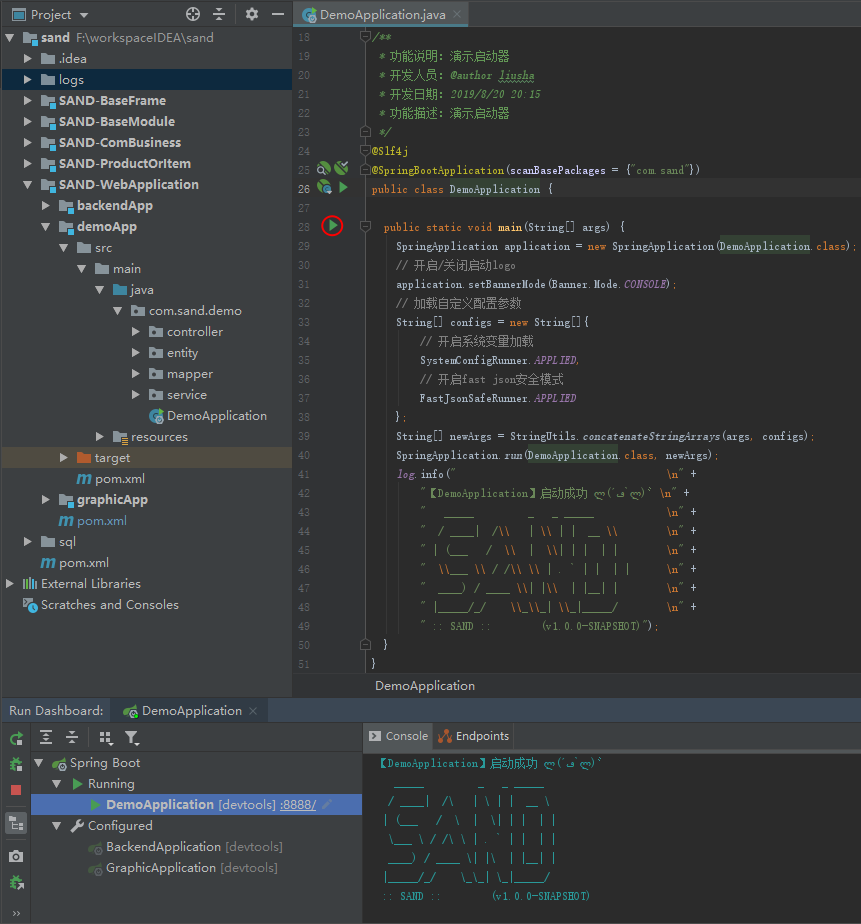 Project
sand F:\workspaceIDEA\sand
.idea
logs
SAND-BaseFrame
SAND-BaseModule
SAND-ComBusiness
SAND-ProductOrItem
SAND-WebApplication
backendApp
demoApp
src
main
java
com.sand.demo
controller
entity
mapper
service
DemoApplication
resources
target
pom.xml
graphicApp
pom.xml
sql
pom.xml
External Libraries
Scratches and Consoles
DemoApplication.java
18 /**
19 * 功能说明: 演示启动器
20 * 开发人员: @author liusha
21 * 开发日期: 2019/8/20 20:15
22 * 功能描述: 演示启动器
23 */
24 @Slf4j
25 @SpringBootApplication(scanBasePackages = {"com.sand"})
26 public class DemoApplication {
27
28 public static void main(String[] args) {
29 SpringApplication application = new SpringApplication(DemoApplication.class);
30 // 开启/关闭启动logo
31 application.setBannerMode(Banner.Mode.CONSOLE);
32 // 加载自定义配置参数
33 String[] configs = new String[]{
34 // 开启系统变量加载
35 SystemConfigRunner.APPLIED,
36 // 开启fast json安全模式
37 FastJsonSafeRunner.APPLIED
38 };
39 String[] newArgs = StringUtils.concatenateStringArrays(args, configs);
40 SpringApplication.run(DemoApplication.class, newArgs);
41 log.info(" \n" +
42 "【DemoApplication】启动成功 ლ(´ڡ`ლ)゙ \n" +
43 "   _____         _   _ _____        \n" +
44 "  / ____|  /\\   | \\ | |  __ \\     \n" +
45 " | (___   /  \\  |  \\| | |  | |     \n" +
46 "  \\___ \\ / /\\ \\ | . ` | |  | |     \n" +
47 "  ____) / ____ \\| |\\  | |__| |     \n" +
48 " |_____/_/    \\_\\_| \\_|_____/      \n" +
49 " :: SAND ::        (v1.0.0-SNAPSHOT)");
50 }
51 }
DemoApplication
Run Dashboard: DemoApplication
Spring Boot
Running
DemoApplication [devtools] :8888/
Configured
BackendApplication [devtools]
GraphicApplication [devtools]
Console Endpoints
【DemoApplication】启动成功 ლ(´ڡ`ლ)゙
   _____         _   _ _____
  / ____|  /\   | \ | |  __ \
 | (___   /  \  |  \| | |  | |
  \___ \ / /\ \ | . ` | |  | |
  ____) / ____ \| |\  | |__| |
 |_____/_/    \_\_| \_|_____/
 :: SAND ::        (v1.0.0-SNAPSHOT)